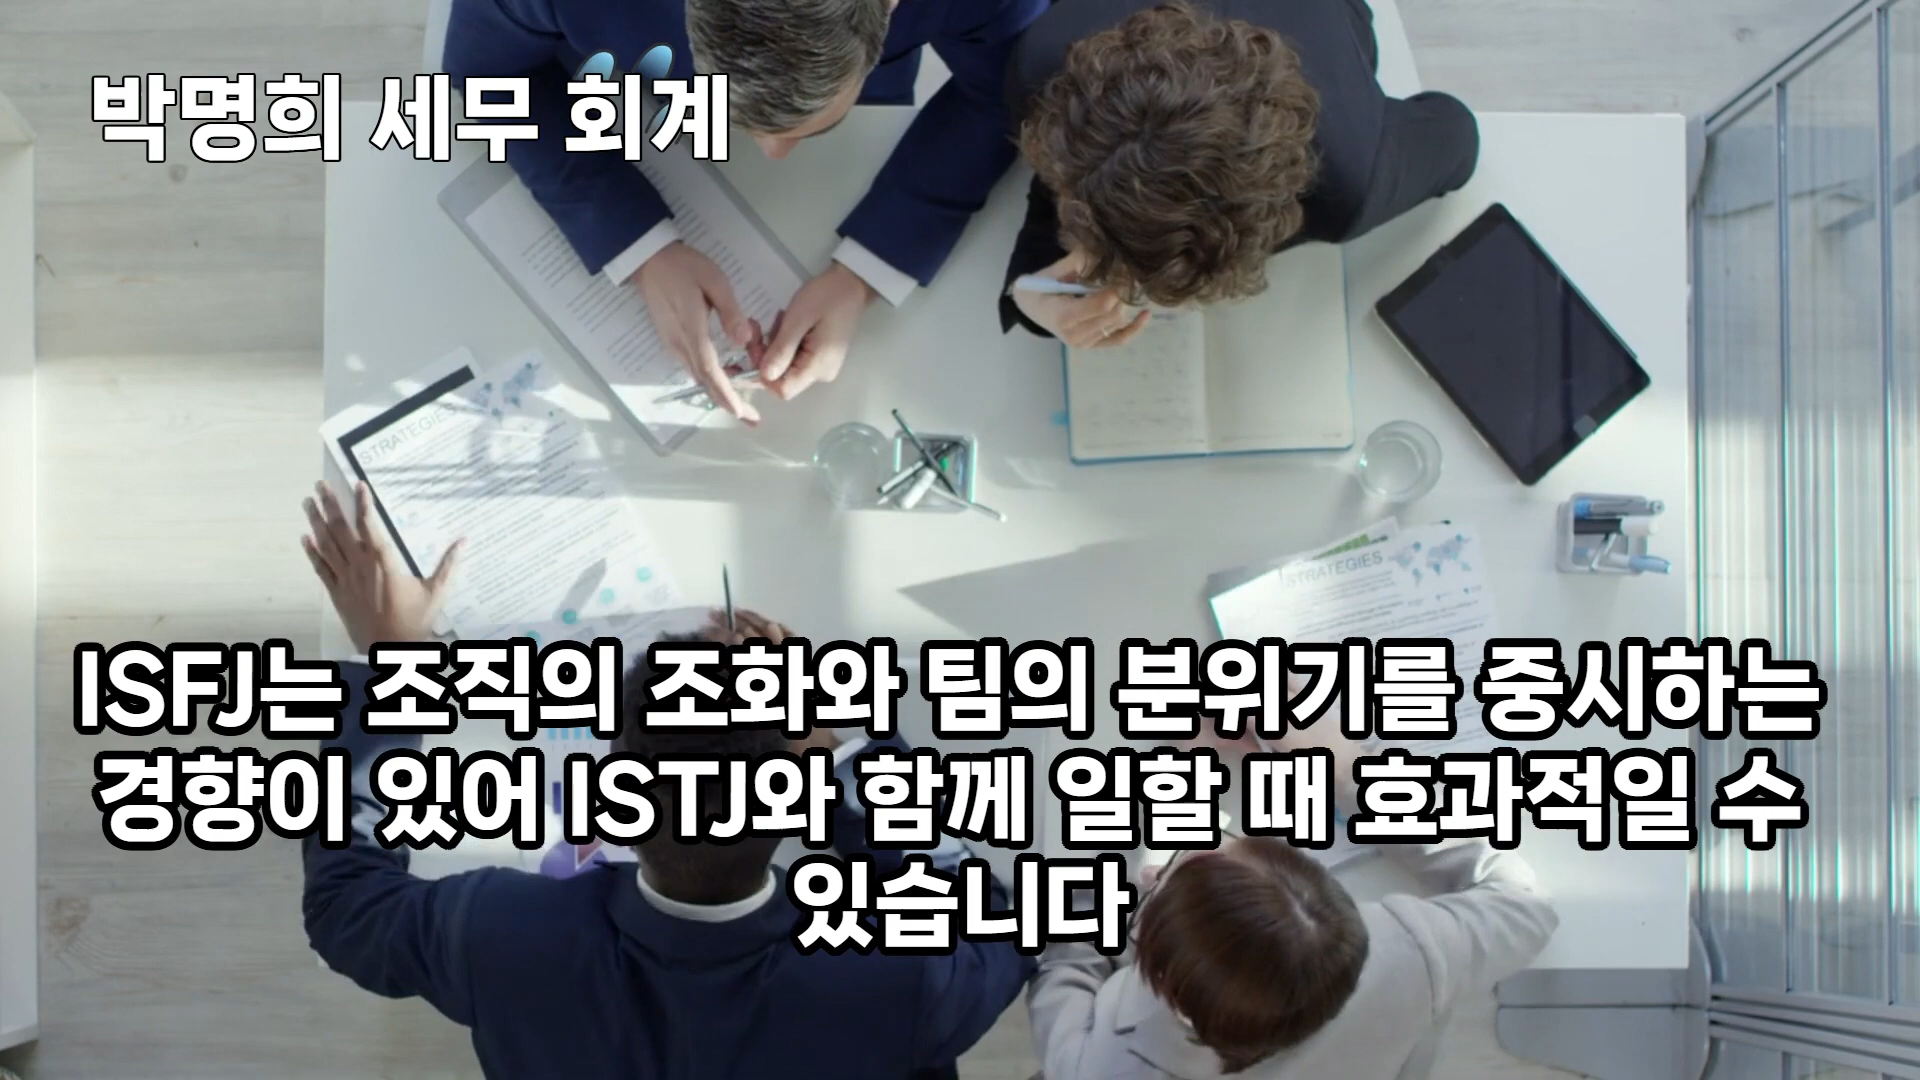 박명희 세무 회계
STRATEGIES
STRATEGIES
ISFJ는 조직의 조화와 팀의 분위기를 중시하는
경향이 있어 ISTJ와 함께 일할 때 효과적일 수
있습니다